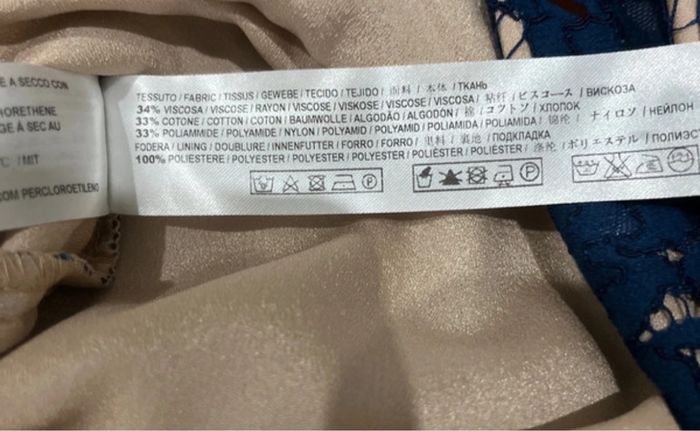 E A SECCO CON
ORETHENE
GE À SEC AU
°C /MIT
OM PERCLOROETILENO
TESSUTO / FABRIC / TISSUS / GEWEBE / TECIDO / TEJIDO / 面料 / 本体 / ТКАНЬ
34% VISCOSA / VISCOSE / RAYON / VISCOSE / VISKOSE / VISCOSE / VISCOSA / 粘纤 / ビスコース / ВИСКОЗА
33% COTONE / COTTON / COTON / BAUMWOLLE / ALGODÃO / ALGODÓN / 棉 / コットン / ХЛОПОК
33% POLIAMMIDE / POLYAMIDE / NYLON / POLYAMID / POLYAMID / POLIAMIDA / POLIAMIDA / 锦纶 / ナイロン / НЕЙЛОН
FODERA / LINING / DOUBLURE / INNENFUTTER / FORRO / FORRO / 里料 / 裏地 / ПОДКЛАДКА
100% POLIESTERE / POLYESTER / POLYESTER / POLYESTER / POLIÉSTER / POLIÉSTER / 涤纶 / ポリエステル / ПОЛИЭС
P
P